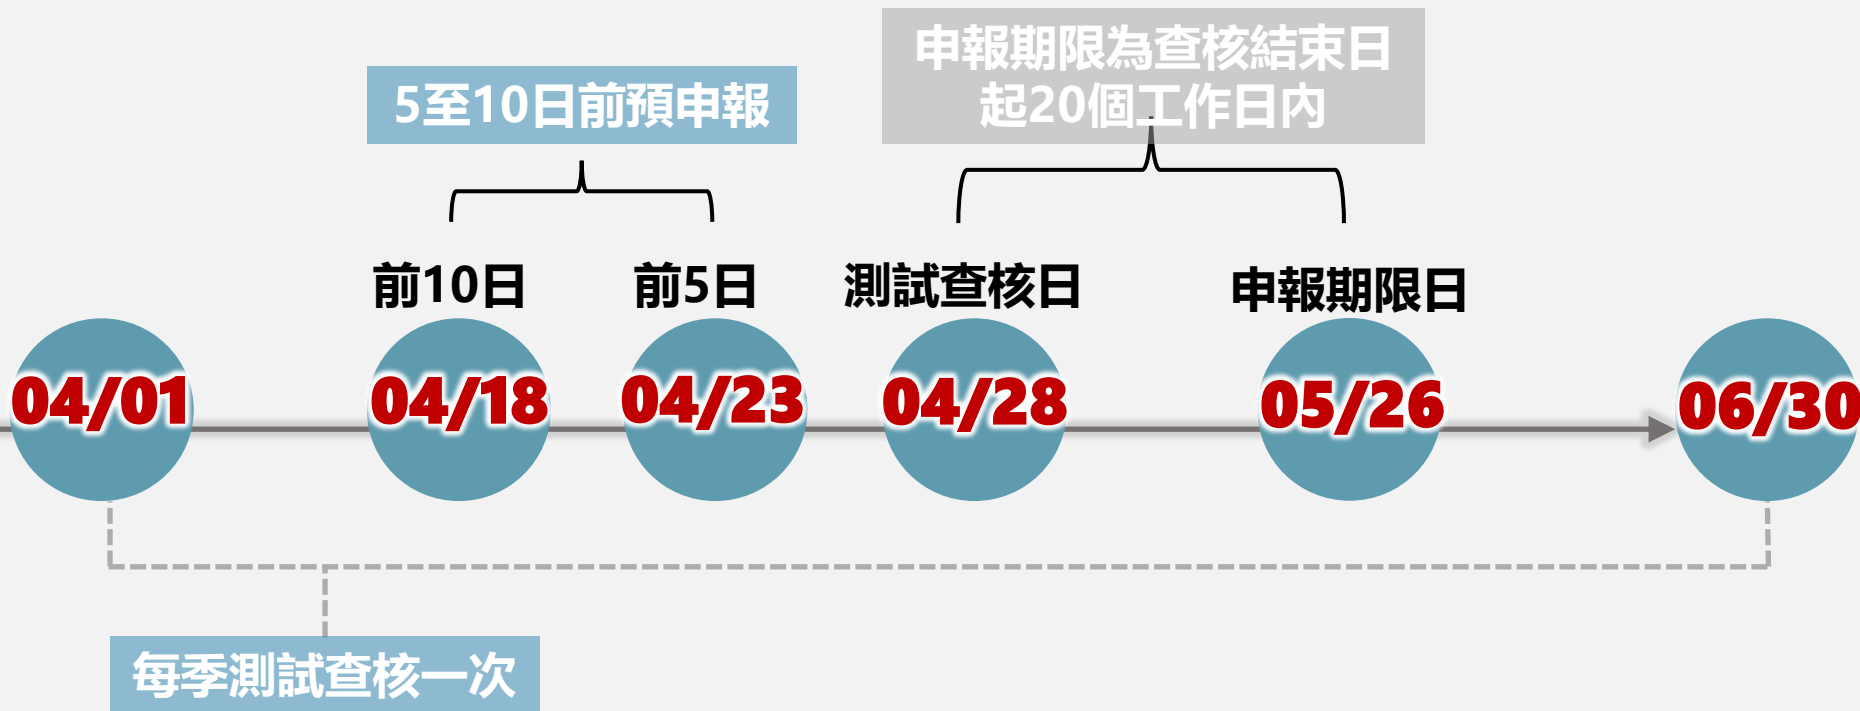 申報期限為查核結束日
起20個工作日內
5至10日前預申報
前10日
前5日
測試查核日
申報期限日
04/01
04/18
04/23
04/28
05/26
06/30
每季測試查核一次